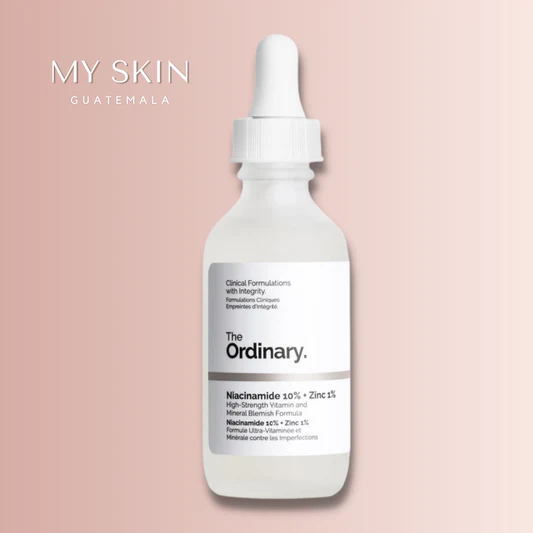 MY SKIN
GUATEMALA
Clinical Formulations
with Integrity.
Formulations Cliniques
Empreintes d'Intégrité.
The
Ordinary.
Niacinamide 10% + Zinc 1%
High-Strength Vitamin and
Mineral Blemish Formula
Niacinamide 10% + Zinc 1%
Formule Ultra-Vitaminée et
Minérale contre les Imperfections